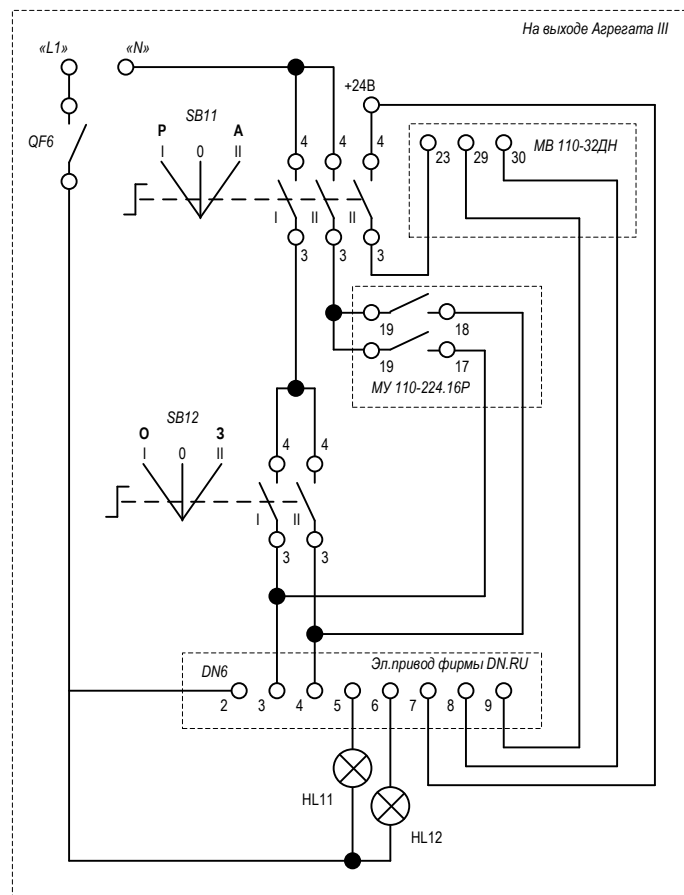 На выходе Агрегата III
«L1»
«N»
+24В
QF6
SB11
Р
А
I
0
II
4
4
4
23
29
30
МВ 110-32ДН
I
II
II
3
3
3
19
18
19
17
МУ 110-224.16Р
SB12
О
З
I
0
II
4
4
I
II
3
3
DN6
Эл.привод фирмы DN.RU
2
3
4
5
6
7
8
9
HL11
HL12